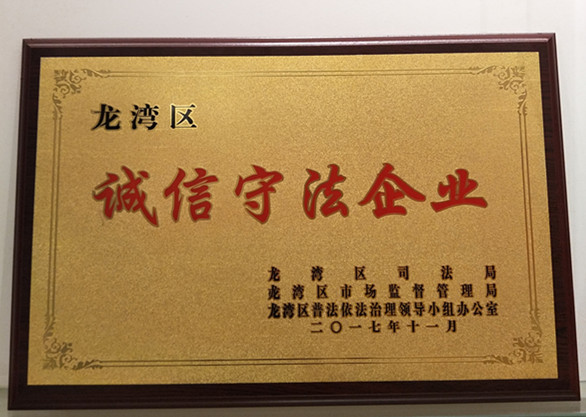 龙湾区
诚信守法企业
龙湾区司法局
龙湾区市场监督管理局
龙湾区普法依法治理领导小组办公室
二〇一七年十一月